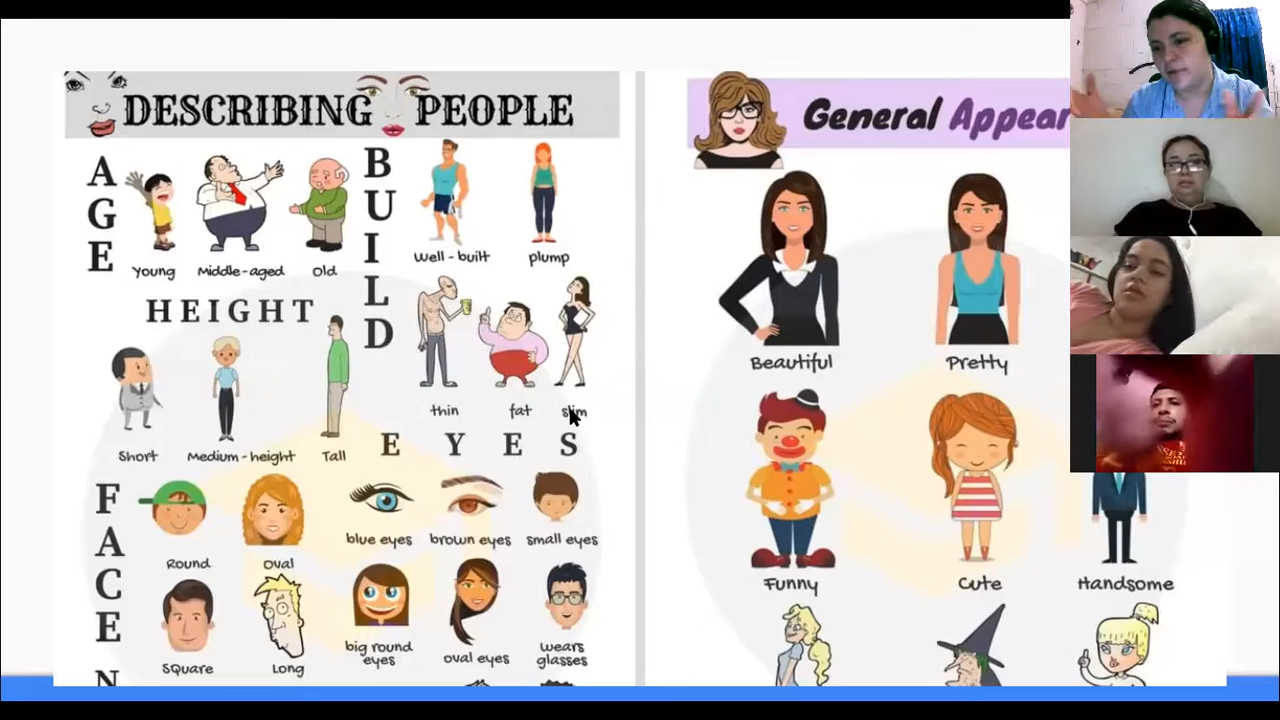 DESCRIBING PEOPLE
AGE
Young Middle-aged Old
BUILD
Well-built plump
thin fat slim
HEIGHT
Short Medium-height Tall
EYES
blue eyes brown eyes small eyes
big round eyes oval eyes wears glasses
FACE
Round Oval
SQuare Long
N
General Appear
Beautiful Pretty
Funny Cute Handsome